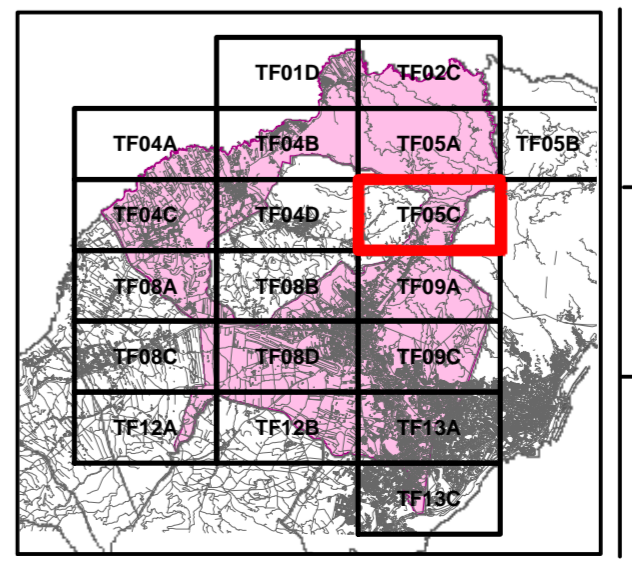 TF01D TF02C
TF04A TF04B TF05A TF05B
TF04C TF04D TF05C
TF08A TF08B TF09A
TF08C TF08D TF09C
TF12A TF12B TF13A
TF13C